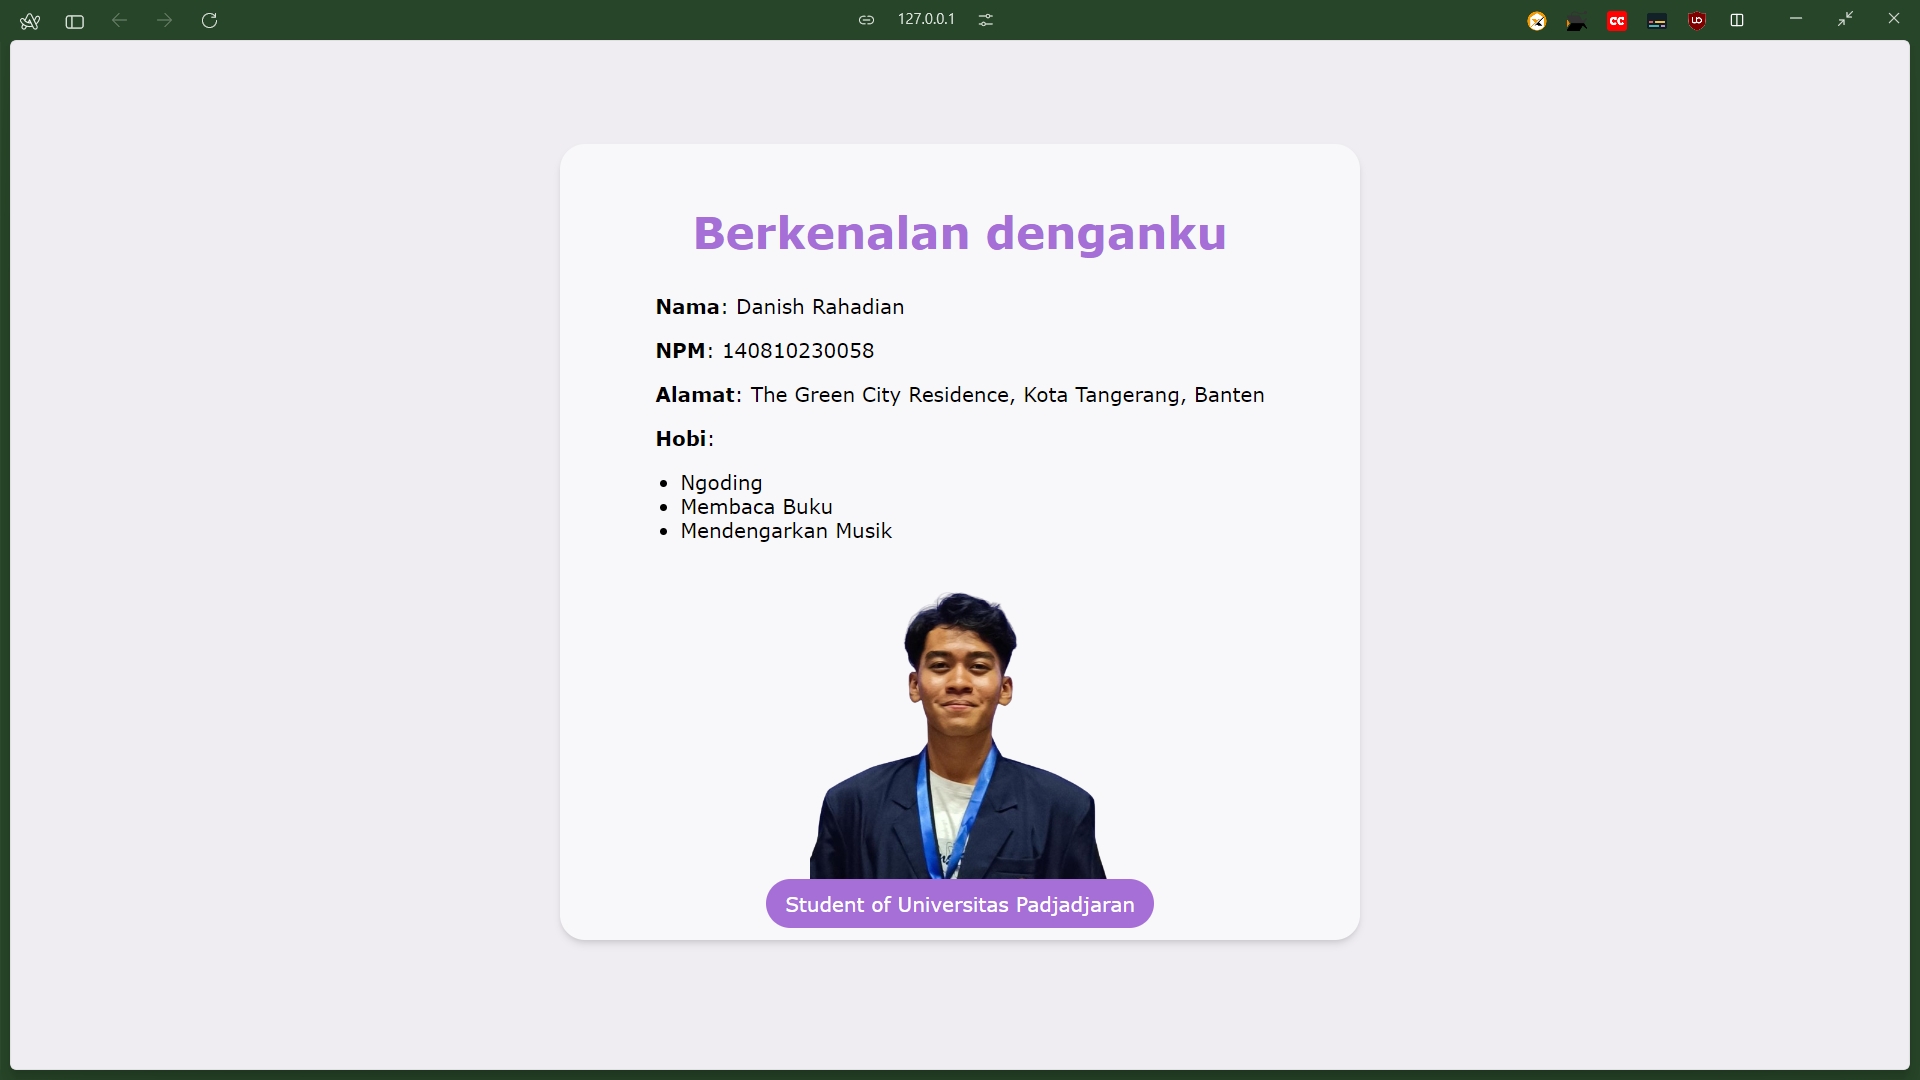 127.0.0.1
CC
Berkenalan denganku
Nama: Danish Rahadian
NPM: 140810230058
Alamat: The Green City Residence, Kota Tangerang, Banten
Hobi:
• Ngoding
• Membaca Buku
• Mendengarkan Musik
Student of Universitas Padjadjaran